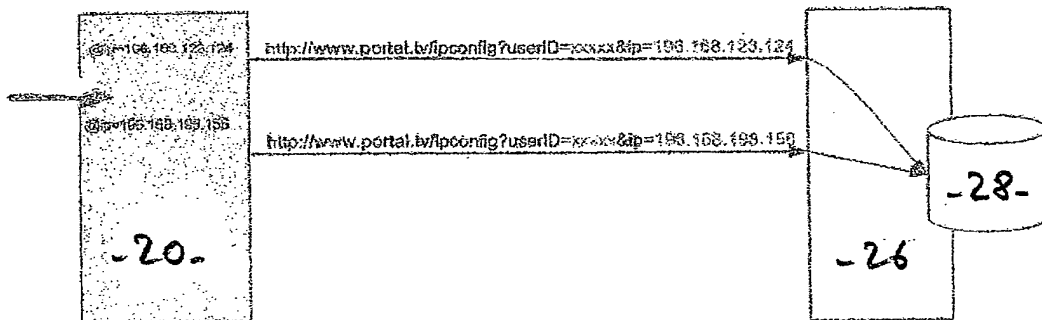 @ip=196.168.123.124
http://www.portal.tv/ipconfig?userID=xxxxx&ip=196.168.123.124
@ip=196.168.199.156
http://www.portal.tv/ipconfig?userID=xxxxx&ip=196.168.199.156
-28-
-20-
-26